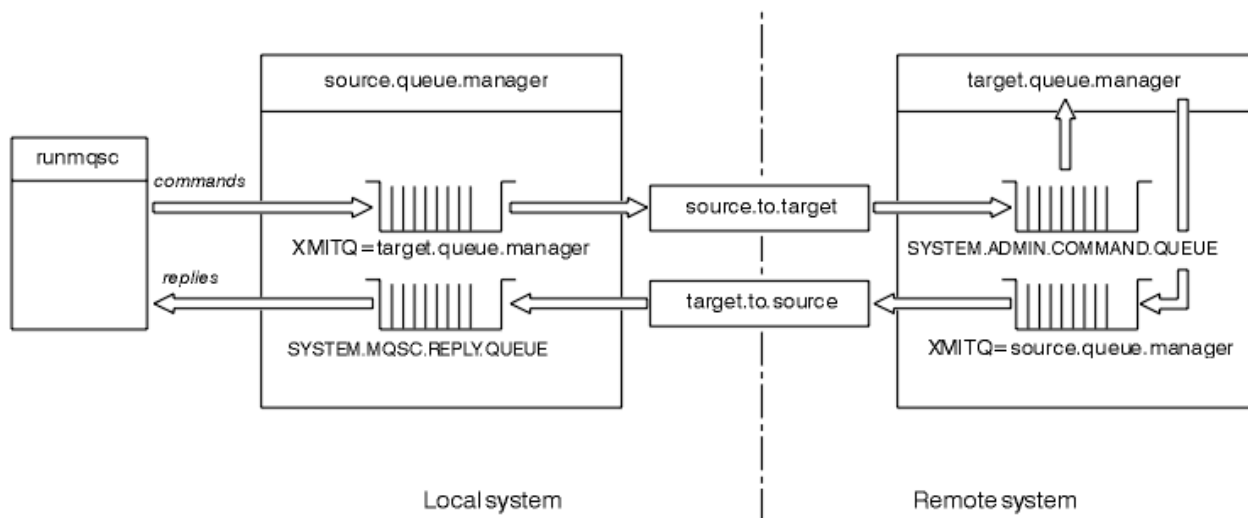 source.queue.manager
target.queue.manager
runmqsc
commands
source.to.target
XMITQ=target.queue.manager
SYSTEM.ADMIN.COMMAND.QUEUE
replies
target.to.source
SYSTEM.MQSC.REPLY.QUEUE
XMITQ=source.queue.manager
Local system
Remote system